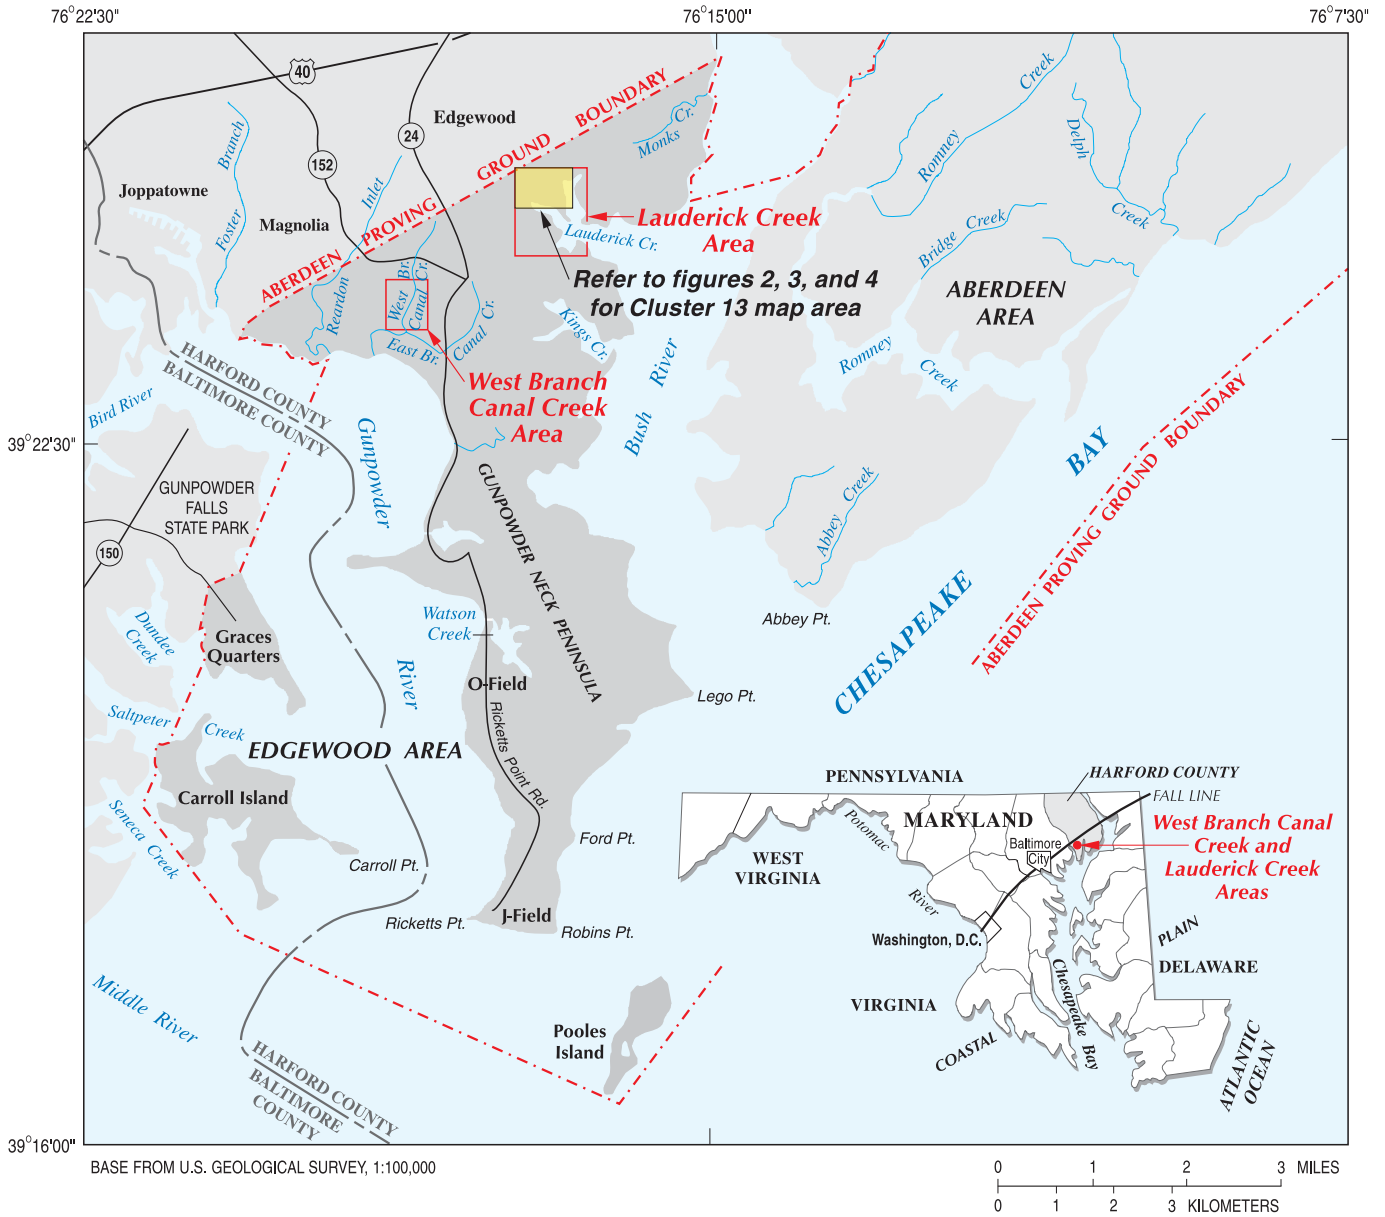 76°22'30"
76°15'00"
76°7'30"
40
Edgewood
24
152
Joppatowne
Magnolia
Foster Branch
Inlet
Reardon
ABERDEEN PROVING GROUND BOUNDARY
Monks Cr.
Romney Creek
Delph Creek
Bridge Creek
Lauderick Creek
Area
Lauderick Cr.
Refer to figures 2, 3, and 4
for Cluster 13 map area
ABERDEEN
AREA
West Br.
Canal Cr.
East Br.
Canal Cr.
Kings Cr.
Romney Creek
West Branch
Canal Creek
Area
Bush River
HARFORD COUNTY
BALTIMORE COUNTY
Bird River
39°22'30"
Gunpowder
River
GUNPOWDER
FALLS
STATE PARK
150
GUNPOWDER NECK PENINSULA
Abbey Creek
CHESAPEAKE BAY
ABERDEEN PROVING GROUND BOUNDARY
Abbey Pt.
Dundee
Creek
Graces
Quarters
Watson
Creek
O-Field
Lego Pt.
Saltpeter Creek
EDGEWOOD AREA
Ricketts Point Rd.
Carroll Island
Seneca Creek
Ford Pt.
Carroll Pt.
Ricketts Pt.
J-Field
Robins Pt.
Middle River
Pooles
Island
HARFORD COUNTY
BALTIMORE
COUNTY
39°16'00"
PENNSYLVANIA
HARFORD COUNTY
FALL LINE
MARYLAND
Potomac
River
Baltimore
City
West Branch Canal
Creek and
Lauderick Creek
Areas
WEST
VIRGINIA
Washington, D.C.
PLAIN
DELAWARE
VIRGINIA
COASTAL
Chesapeake Bay
ATLANTIC
OCEAN
BASE FROM U.S. GEOLOGICAL SURVEY, 1:100,000
0 1 2 3 MILES
0 1 2 3 KILOMETERS